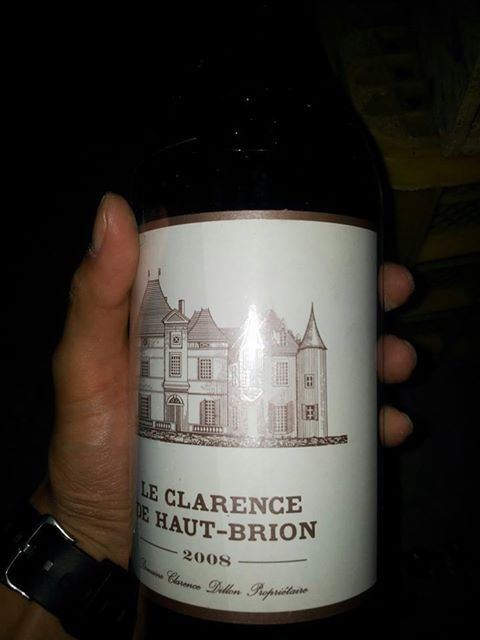 LE CLARENCE
DE HAUT-BRION
2008
Domaine Clarence Dillon Propriétaire